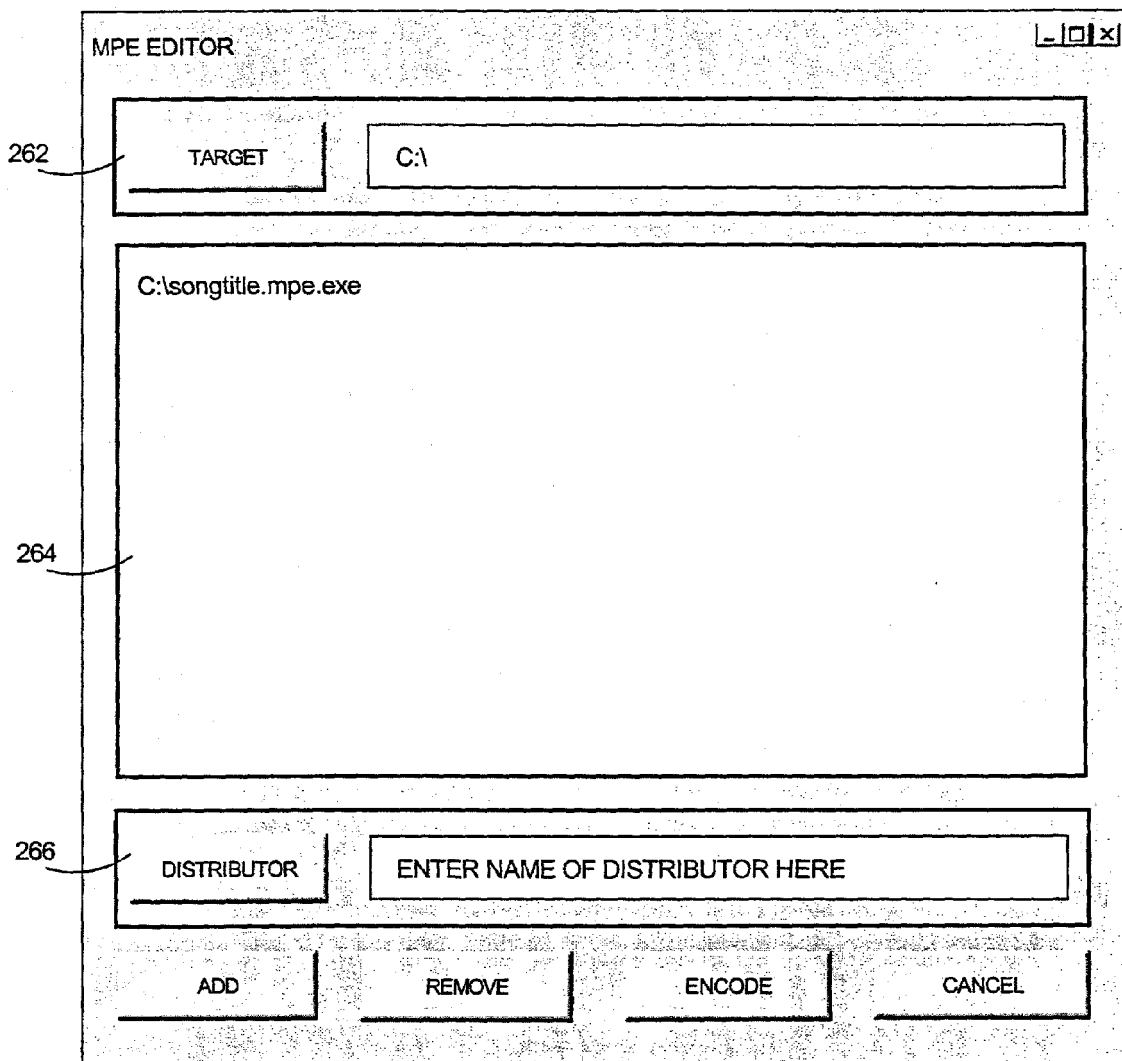 MPE EDITOR
262
TARGET
C:\
C:\songtitle.mpe.exe
264
266
DISTRIBUTOR
ENTER NAME OF DISTRIBUTOR HERE
ADD
REMOVE
ENCODE
CANCEL